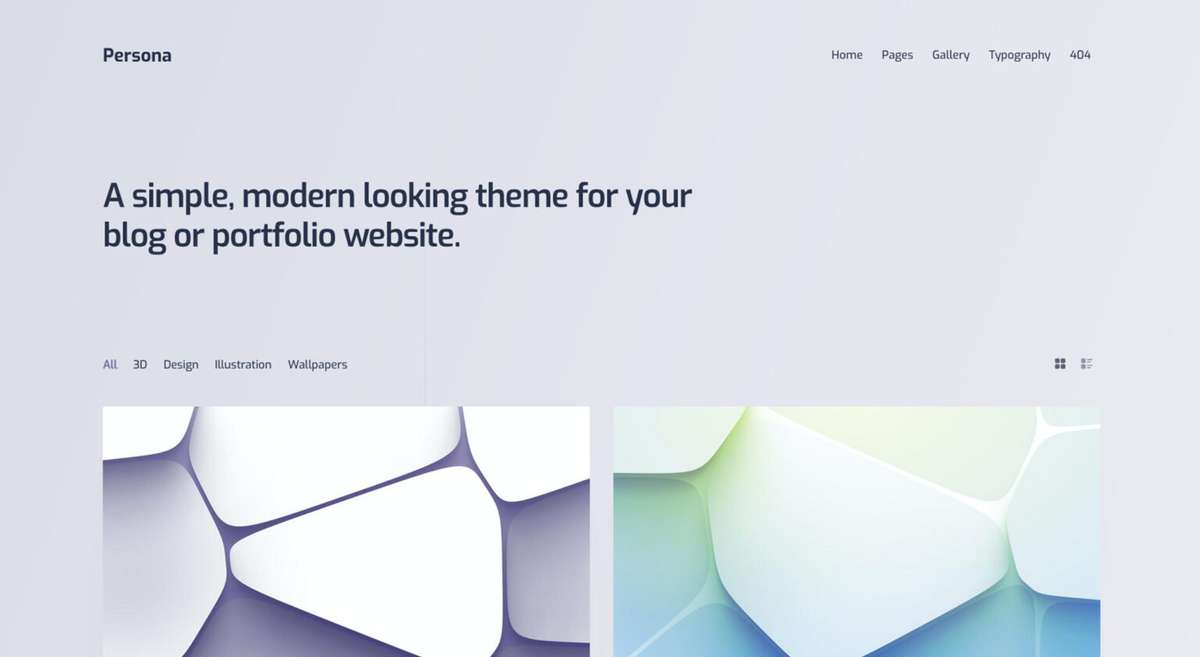 Persona
Home Pages Gallery Typography 404
A simple, modern looking theme for your
blog or portfolio website.
All 3D Design Illustration Wallpapers